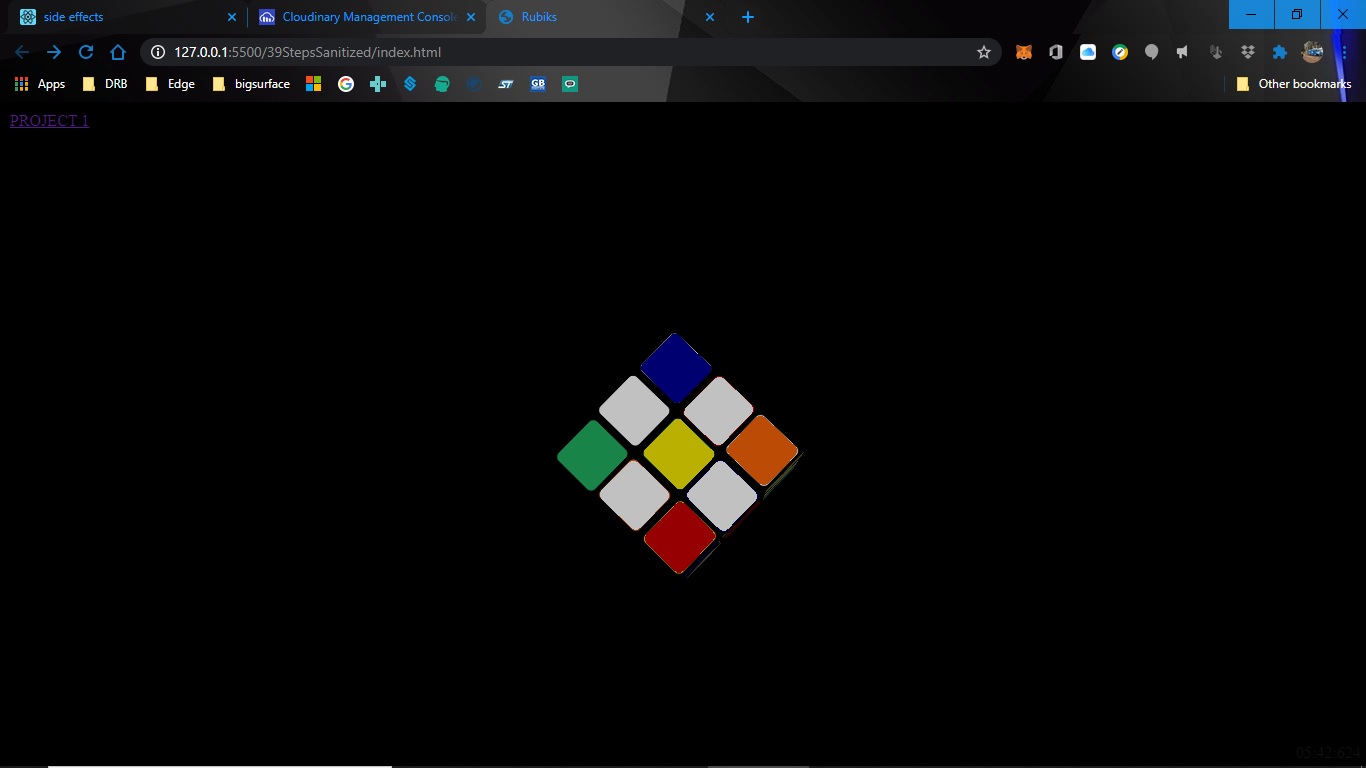 side effects
Cloudinary Management Consol
Rubiks
127.0.0.1:5500/39StepsSanitized/index.html
Apps
DRB
Edge
bigsurface
ST
GB
Other bookmarks
PROJECT 1
05:42:624